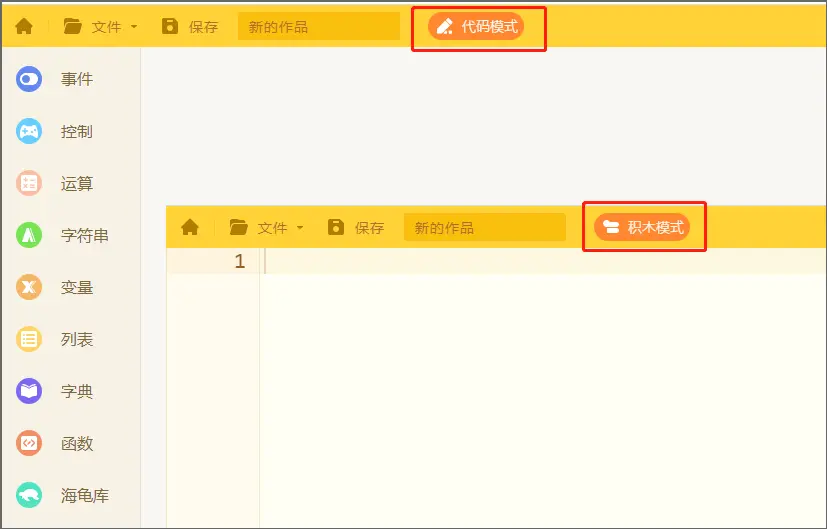 文件 保存 新的作品 代码模式
事件
控制
运算
字符串
变量
列表
字典
函数
海龟库
文件 保存 新的作品 积木模式
1